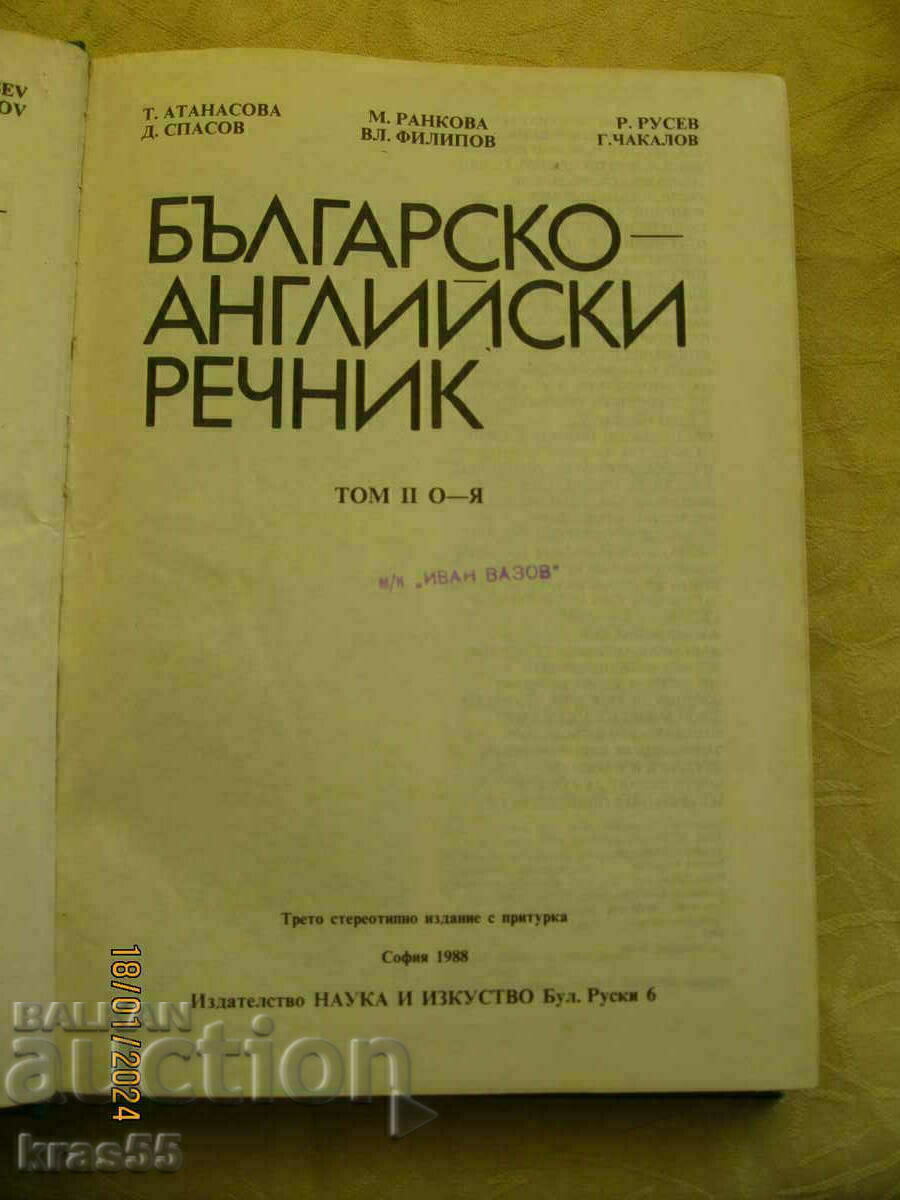 EV
OV
Т. АТАНАСОВА М. РАНКОВА Р. РУСЕВ
Д. СПАСОВ ВЛ. ФИЛИПОВ Г. ЧАКАЛОВ
БЪЛГАРСКО—
АНГЛИЙСКИ
РЕЧНИК
ТОМ II О—Я
м/к „ИВАН ВАЗОВ"
Трето стереотипно издание с притурка
София 1988
Издателство НАУКА И ИЗКУСТВО Бул. Руски 6
18/01/2024
BALKAN
auction
kras55